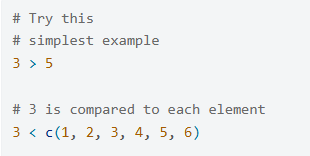 # Try this
# simplest example
3 > 5
# 3 is compared to each element
3 < c(1, 2, 3, 4, 5, 6)